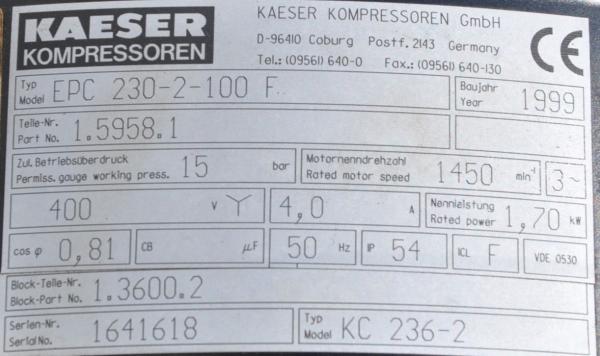 KAESER
KOMPRESSOREN
KAESER KOMPRESSOREN GmbH
D-96410 Coburg Postf. 2143 Germany
Tel.: (09561) 640-0 Fax.: (09561) 640-130
CE
Typ
Model EPC 230-2-100 F
Baujahr
Year 1999
Teile-Nr.
Part No. 1.5958.1
Zul. Betriebsüberdruck
Permiss. gauge working press. 15 bar
Motornenndrehzahl
Rated motor speed 1450 min⁻¹ 3~
400 V Y 4,0 A
Nennleistung
Rated power 1,70 kW
cos φ 0,81 CB µF 50 Hz IP 54 ICL F VDE 0530
Block-Teile-Nr.
Block-Part No. 1.3600.2
Serien-Nr.
Serial No. 1641618
Typ
Model KC 236-2